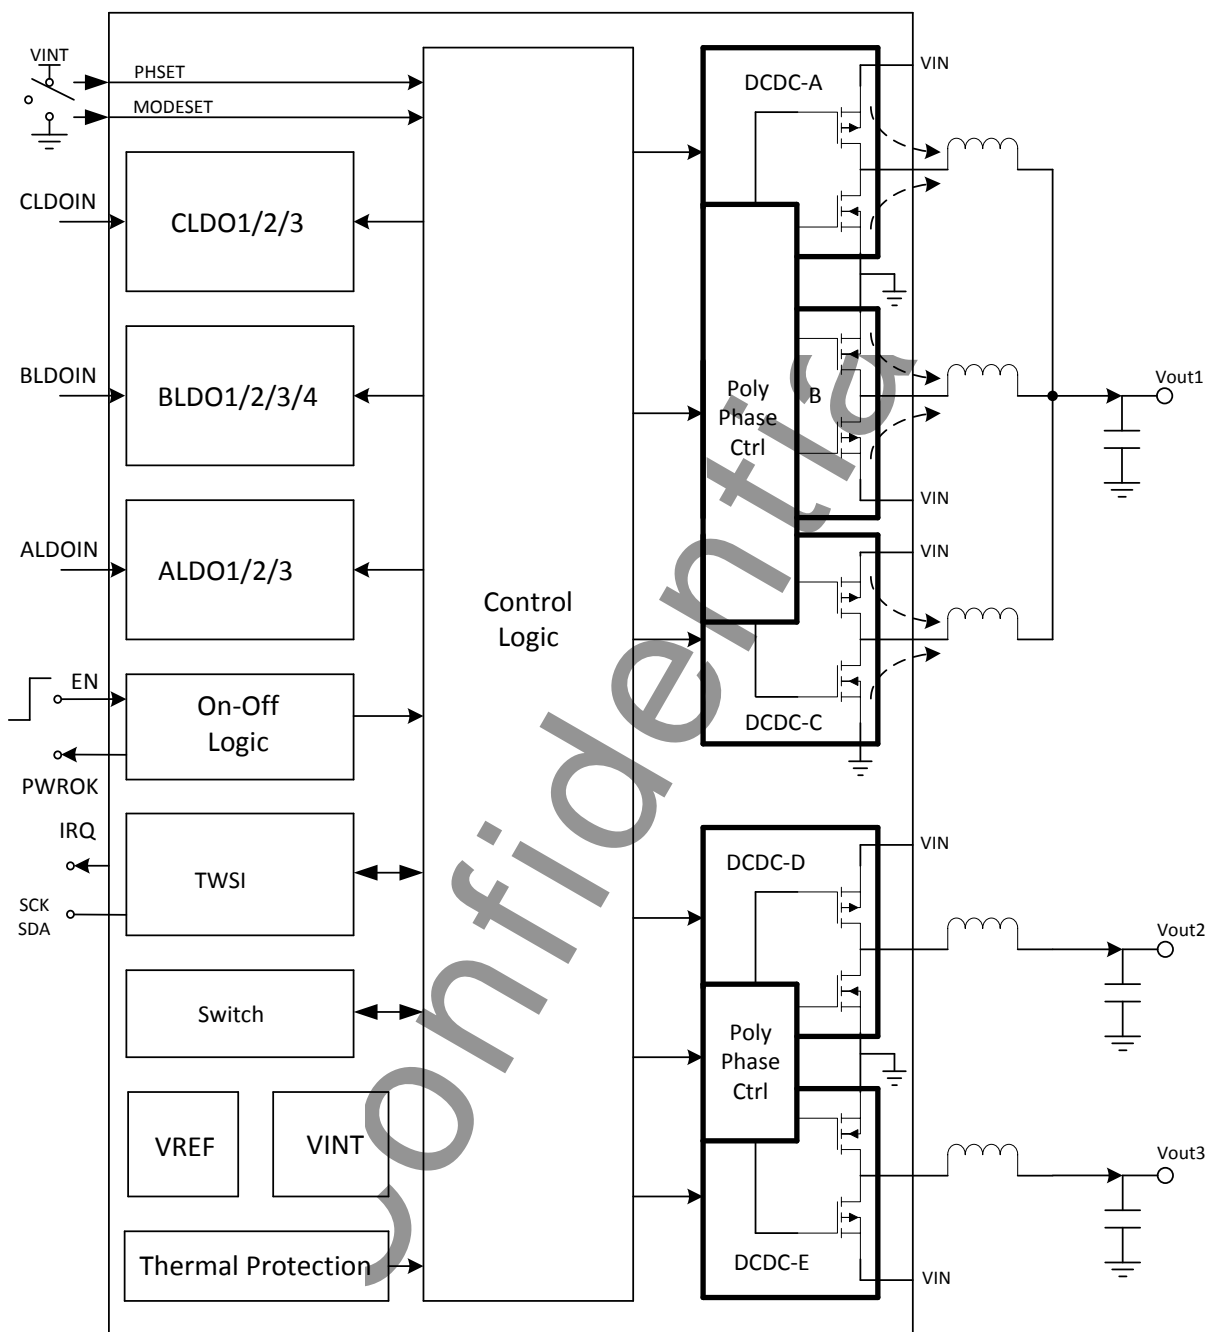 VINT
PHSET
MODESET
CLDOIN
CLDO1/2/3
BLDOIN
BLDO1/2/3/4
ALDOIN
ALDO1/2/3
EN
On-Off
Logic
PWROK
IRQ
TWSI
SCK
SDA
Switch
VREF
VINT
Thermal Protection
Control
Logic
DCDC-A
VIN
Poly
Phase
Ctrl
B
VIN
Vout1
VIN
DCDC-C
DCDC-D
VIN
Vout2
Poly
Phase
Ctrl
Vout3
DCDC-E
VIN
Confidentia